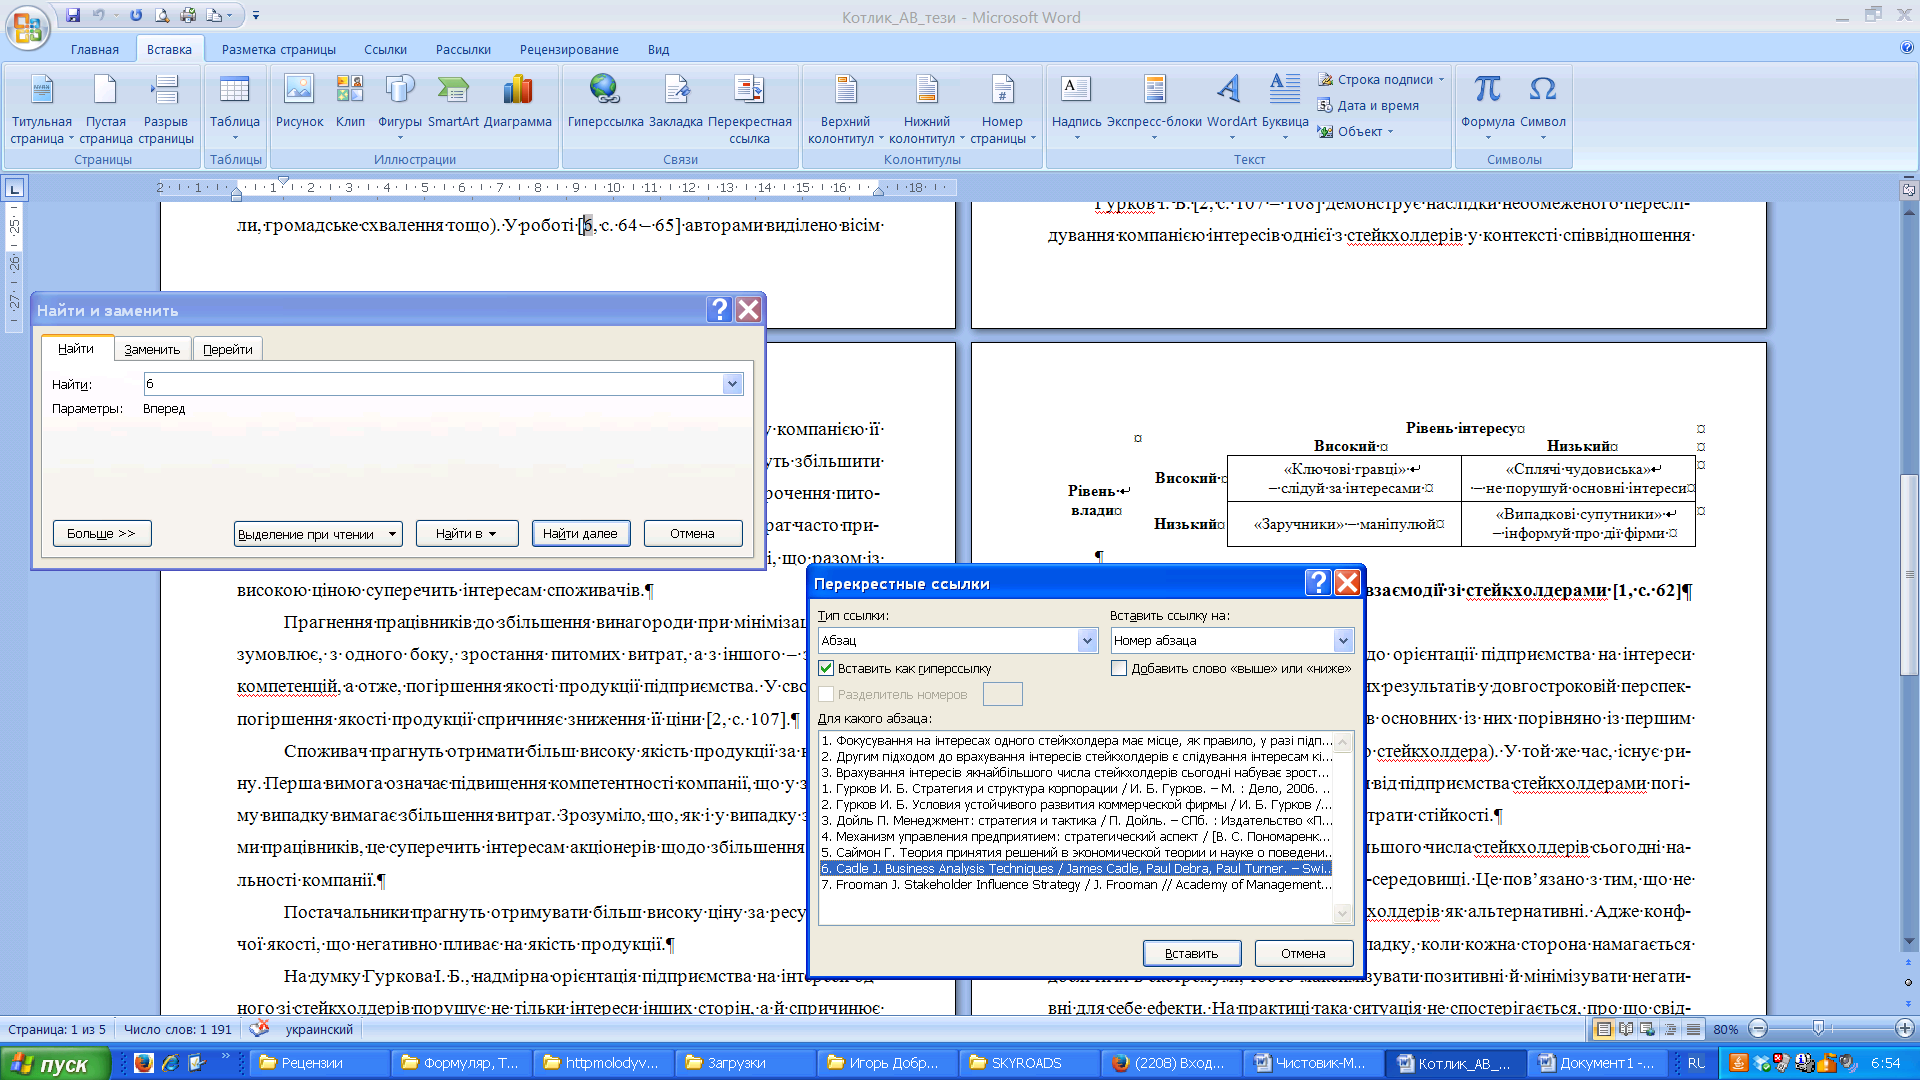 Котлик_АВ_тези - Microsoft Word
Главная Вставка Разметка страницы Ссылки Рассылки Рецензирование Вид
Титульная страница
Пустая страница
Разрыв страницы
Страницы
Таблица
Таблицы
Рисунок Клип Фигуры SmartArt Диаграмма
Иллюстрации
Гиперссылка Закладка Перекрестная ссылка
Связи
Верхний колонтитул
Нижний колонтитул
Номер страницы
Колонтитулы
Надпись Экспресс-блоки WordArt Буквица
Строка подписи
Дата и время
Объект
Текст
Формула Символ
Символы
ли, громадське схвалення тощо). У роботі [6, с. 64 – 65] авторами виділено вісім
Гурков І. Б. [2, с. 107 – 108] демонструє наслідки необмеженого переслі-
дування компанією інтересів однієї з стейкхолдерів у контексті співвідношення
Найти и заменить
Найти Заменить Перейти
Найти: 6
Параметры: Вперед
Больше >> Выделение при чтении Найти в Найти далее Отмена
у компанією її
уть збільшити
рочення пито-
рат часто при-
і, що разом із
високою ціною суперечить інтересам споживачів.¶
Прагнення працівників до збільшення винагороди при мінімізац
зумовлює, з одного боку, зростання питомих витрат, а з іншого – з
компетенцій, а отже, погіршення якості продукції підприємства. У сво
погіршення якості продукції спричиняє зниження її ціни [2, с. 107].¶
Споживач прагнуть отримати більш високу якість продукції за н
ну. Перша вимога означає підвищення компетентності компанії, що у з
му випадку вимагає збільшення витрат. Зрозуміло, що, як і у випадку з
ми працівників, це суперечить інтересам акціонерів щодо збільшення
льності компанії.¶
Постачальники прагнуть отримувати більш високу ціну за ресу
чої якості, що негативно пливає на якість продукції.¶
На думку Гуркова І. Б., надмірна орієнтація підприємства на інтереси од-
ного зі стейкхолдерів порушує не тільки інтереси інших сторін, а й спричинює
Рівень інтересу
Високий Низький
Рівень влади
Високий
«Ключові гравці» – слідуй за інтересами
«Сплячі чудовиська» – не порушуй основні інтереси
Низький
«Заручники» – маніпулюй
«Випадкові супутники» – інформуй про дії фірми
¶
взаємодії зі стейкхолдерами [1, с. 62]¶
до орієнтації підприємства на інтереси
х результатів у довгостроковій перспек-
в основних із них порівняно із першим
о стейкхолдера). У той же час, існує ри-
від підприємства стейкхолдерами погі-
трати стійкості.¶
ьшого числа стейкхолдерів сьогодні на-
середовищі. Це пов’язано з тим, що не
холдерів як альтернативні. Адже конф-
падку, коли кожна сторона намагається
вні для себе ефекти. На практиці така ситуація не спостерігається, про що свід-
Перекрестные ссылки
Тип ссылки: Вставить ссылку на:
Абзац Номер абзаца
Вставить как гиперссылку Добавить слово «выше» или «ниже»
Разделитель номеров
Для какого абзаца:
1. Фокусування на інтересах одного стейкхолдера має місце, як правило, у разі підп...
2. Другим підходом до врахування інтересів стейкхолдерів є слідування інтересам кі...
3. Врахування інтересів якнайбільшого числа стейкхолдерів сьогодні набуває зрост...
1. Гурков И. Б. Стратегия и структура корпорации / И. Б. Гурков. – М. : Дело, 2006. ...
2. Гурков И. Б. Условия устойчивого развития коммерческой фирмы / И. Б. Гурков /...
3. Дойль П. Менеджмент: стратегия и тактика / П. Дойль. – СПб. : Издательство «П...
4. Механизм управления предприятием: стратегический аспект / [В. С. Пономаренк...
5. Саймон Г. Теория принятия решений в экономической теории и науке о поведени...
6. Cadle J. Business Analysis Techniques / James Cadle, Paul Debra, Paul Turner. – Swi...
7. Frooman J. Stakeholder Influence Strategy / J. Frooman // Academy of Management...
Вставить Отмена
Страница: 1 из 5 Число слов: 1 191 украинский 80%
пуск Рецензии Формуляр, Т... httpmolodyv... Загрузки Игорь Добр... SKYROADS (2208) Вход... Чистовик-М... Котлик_АВ_... Документ1 -... RU 6:54